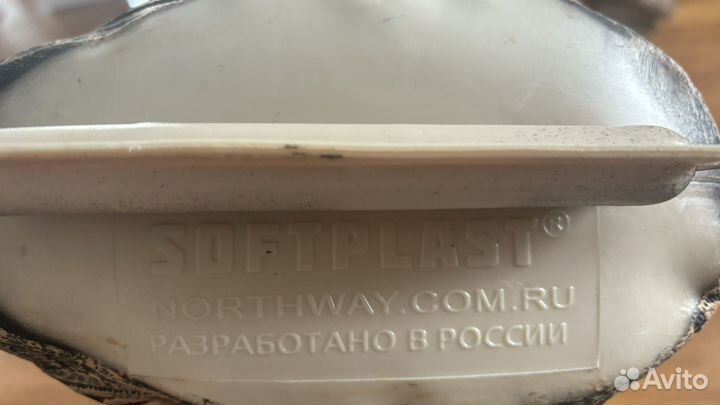 SOFTPLAST®
NORTHWAY.COM.RU
РАЗРАБОТАНО В РОССИИ
Avito